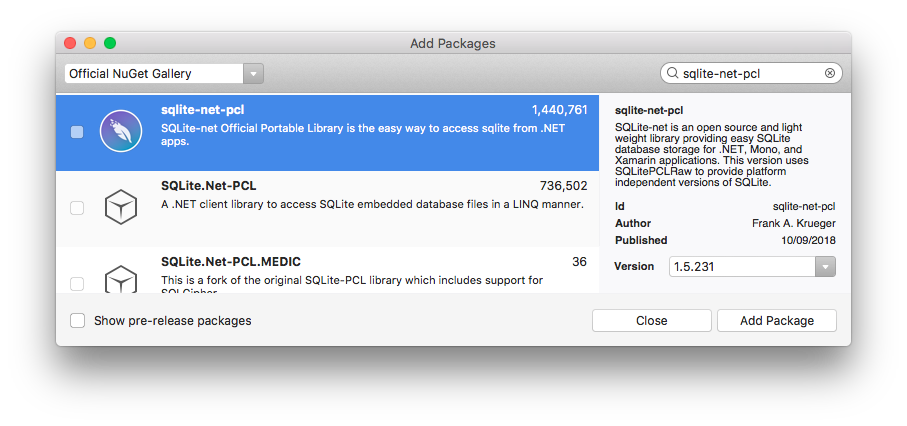 Add Packages
Official NuGet Gallery
sqlite-net-pcl
sqlite-net-pcl 1,440,761
SQLite-net Official Portable Library is the easy way to access sqlite from .NET
apps.
SQLite.Net-PCL 736,502
A .NET client library to access SQLite embedded database files in a LINQ manner.
SQLite.Net-PCL.MEDIC 36
This is a fork of the original SQLite-PCL library which includes support for
SQLCipher
sqlite-net-pcl
SQLite-net is an open source and light
weight library providing easy SQLite
database storage for .NET, Mono, and
Xamarin applications. This version uses
SQLitePCLRaw to provide platform
independent versions of SQLite.
Id sqlite-net-pcl
Author Frank A. Krueger
Published 10/09/2018
Version 1.5.231
Show pre-release packages
Close
Add Package